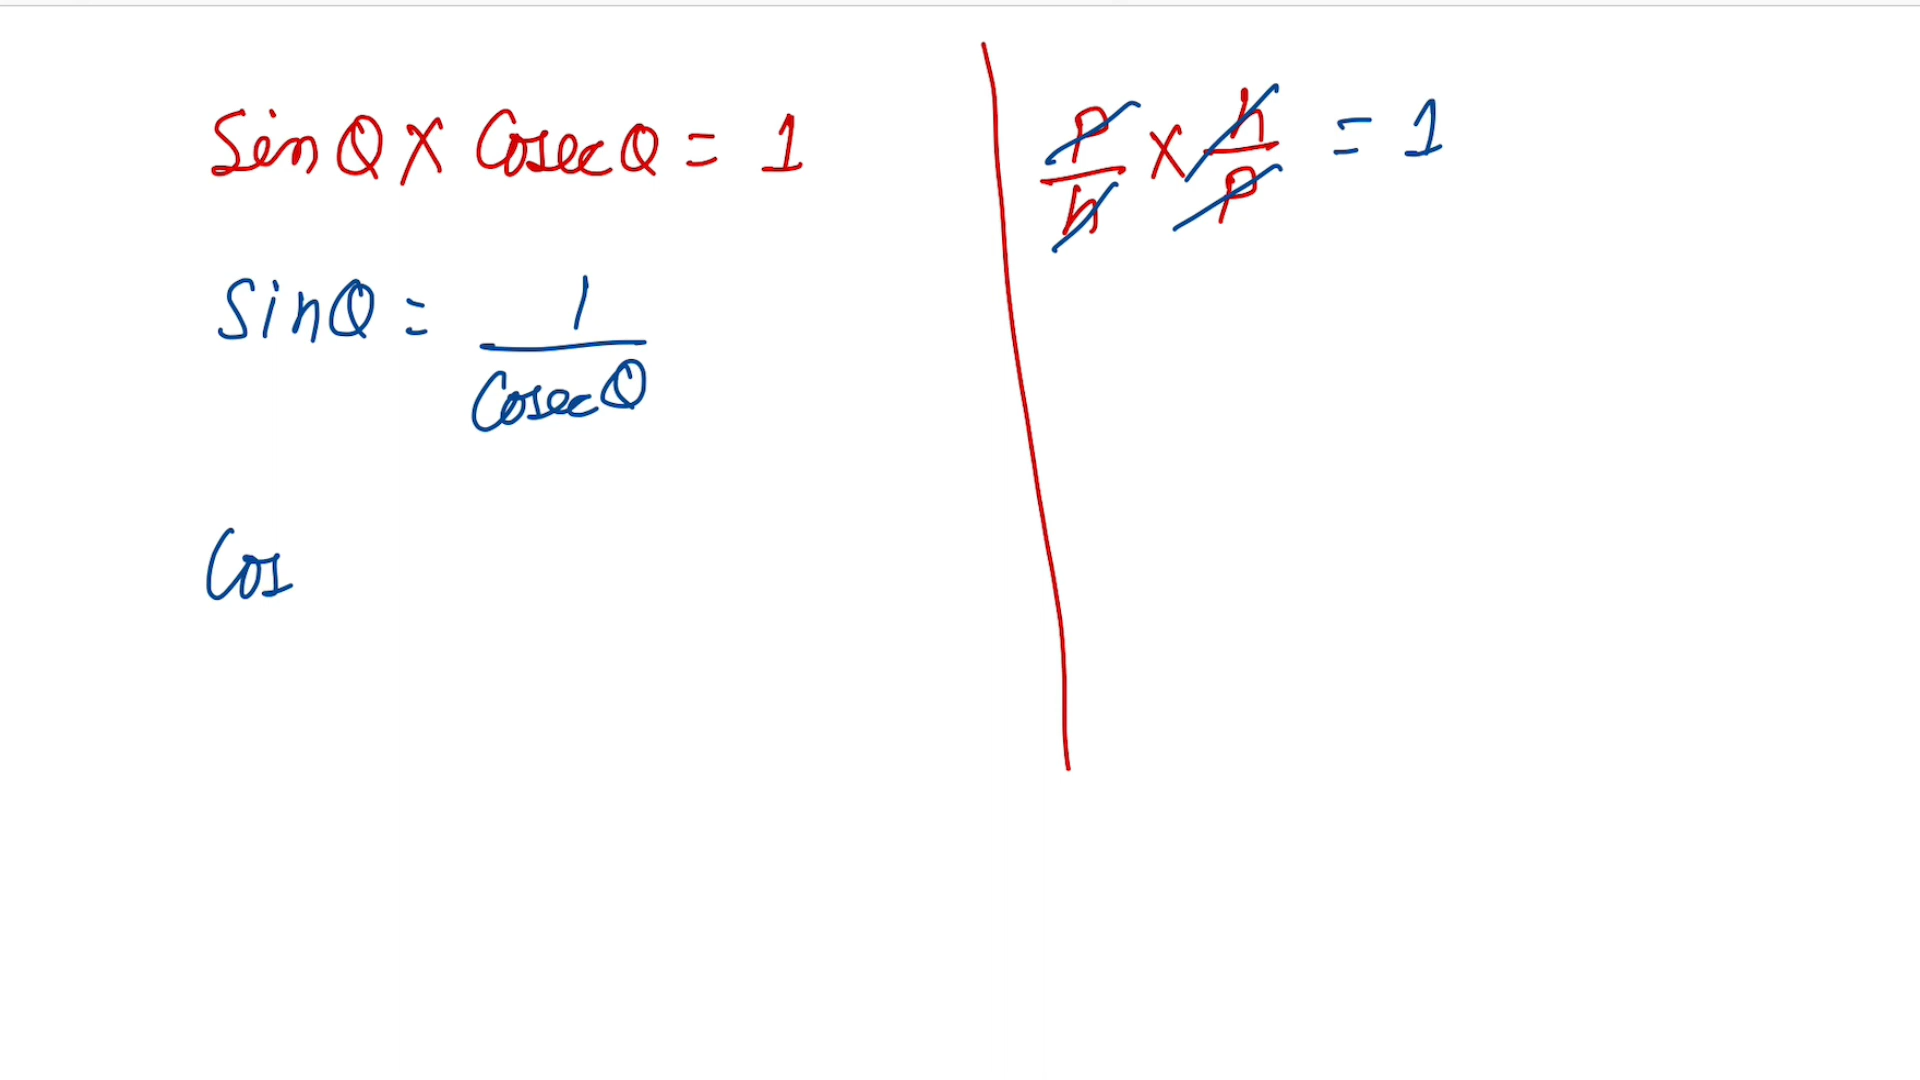 Sin θ × Cosec θ = 1
Sin θ = 1 / Cosec θ
Cos
p/h × h/p = 1